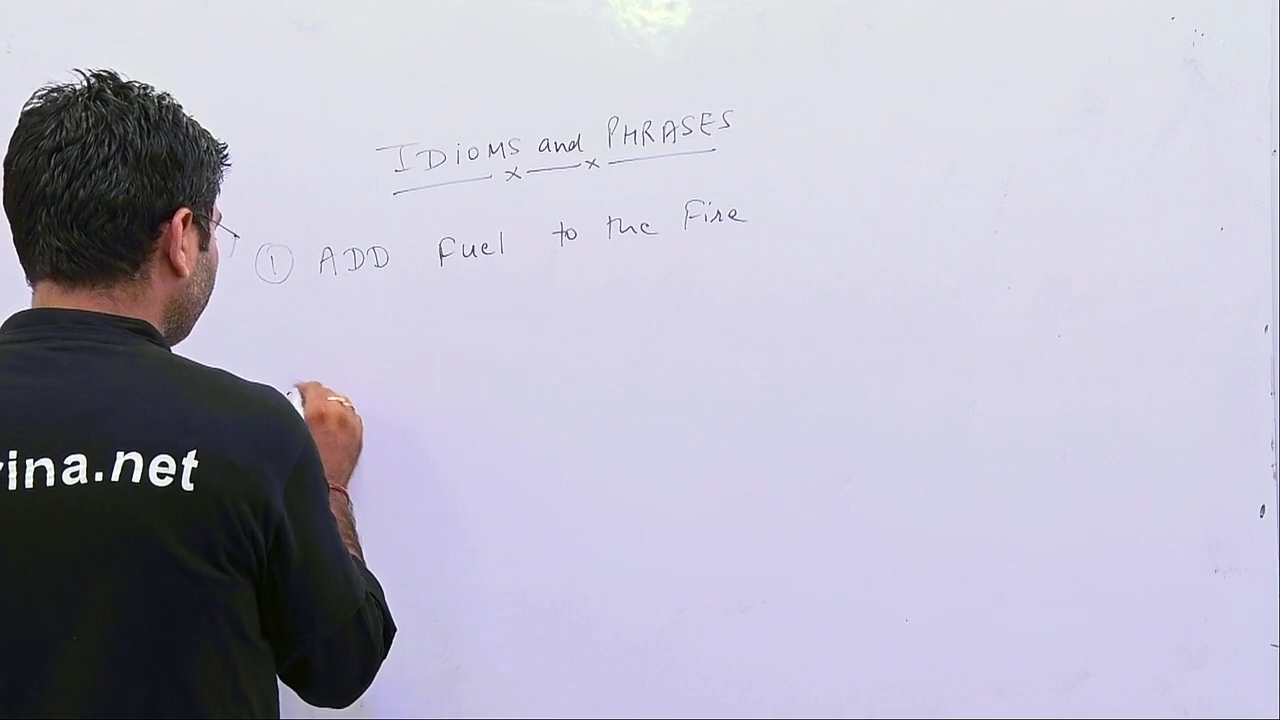 IDioMS and PHRASES
① ADD Fuel to the Fire
ina.net